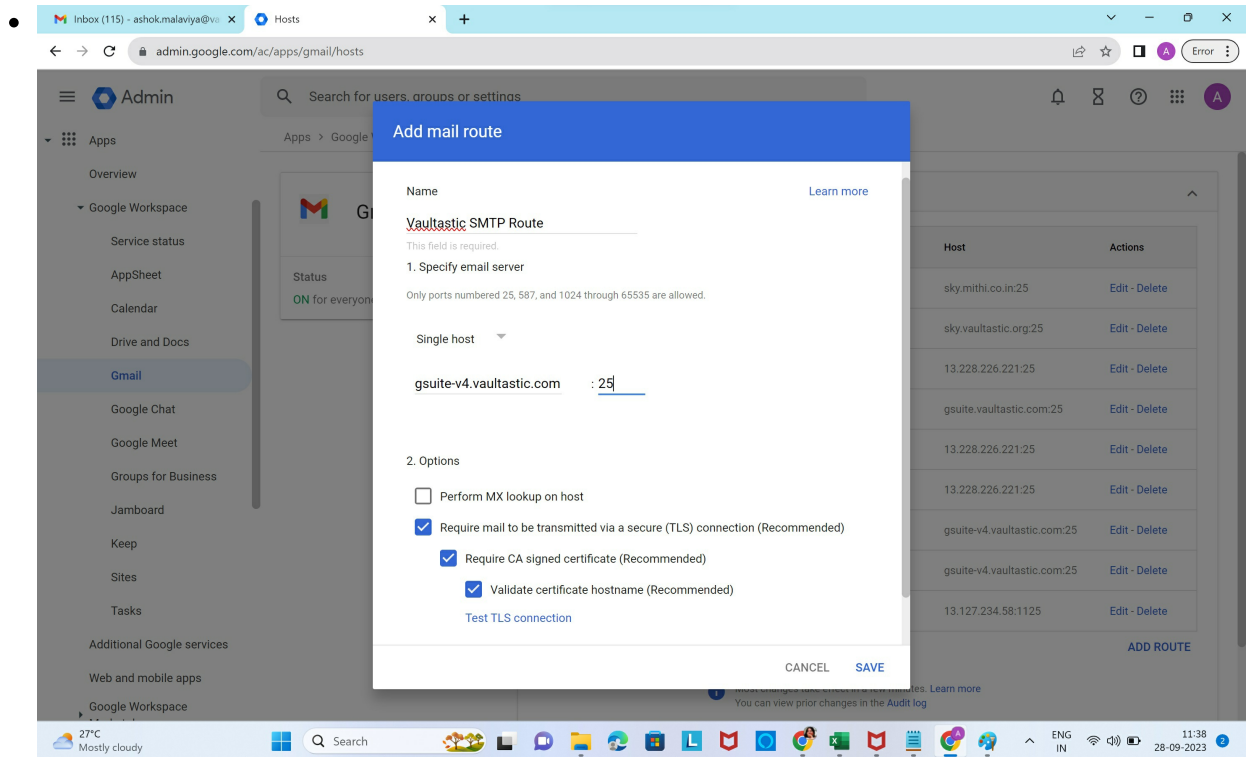 Inbox (115) - ashok.malaviya@va
Hosts
admin.google.com/ac/apps/gmail/hosts
A
Error
Admin
Search for users, groups or settings
A
Apps
Apps > Google
Overview
Google Workspace
Service status
AppSheet
Calendar
Drive and Docs
Gmail
Google Chat
Google Meet
Groups for Business
Jamboard
Keep
Sites
Tasks
Additional Google services
Web and mobile apps
Google Workspace
Status
ON for everyone
Add mail route
Name
Learn more
Vaultastic SMTP Route
This field is required.
1. Specify email server
Only ports numbered 25, 587, and 1024 through 65535 are allowed.
Single host
gsuite-v4.vaultastic.com : 25
2. Options
Perform MX lookup on host
Require mail to be transmitted via a secure (TLS) connection (Recommended)
Require CA signed certificate (Recommended)
Validate certificate hostname (Recommended)
Test TLS connection
CANCEL SAVE
Host Actions
sky.mithi.co.in:25 Edit - Delete
sky.vaultastic.org:25 Edit - Delete
13.228.226.221:25 Edit - Delete
gsuite.vaultastic.com:25 Edit - Delete
13.228.226.221:25 Edit - Delete
13.228.226.221:25 Edit - Delete
gsuite-v4.vaultastic.com:25 Edit - Delete
gsuite-v4.vaultastic.com:25 Edit - Delete
13.127.234.58:1125 Edit - Delete
ADD ROUTE
Most changes take effect in a few minutes. Learn more
You can view prior changes in the Audit log
27°C
Mostly cloudy
Search
ENG
IN
11:38
28-09-2023
2